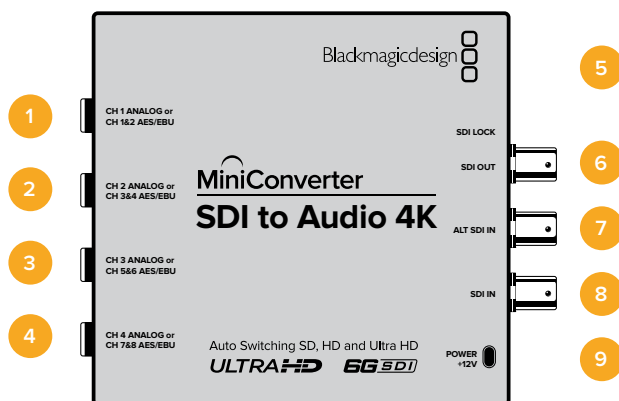 Blackmagicdesign
1
CH 1 ANALOG or
CH 1&2 AES/EBU
2
CH 2 ANALOG or
CH 3&4 AES/EBU
3
CH 3 ANALOG or
CH 5&6 AES/EBU
4
CH 4 ANALOG or
CH 7&8 AES/EBU
MiniConverter
SDI to Audio 4K
Auto Switching SD, HD and Ultra HD
ULTRAHD 6G SDI
5
SDI LOCK
SDI OUT
6
ALT SDI IN
7
SDI IN
8
POWER
+12V
9